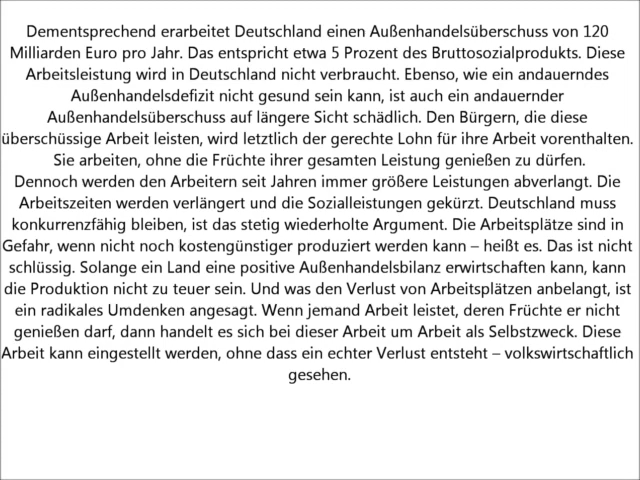 Dementsprechend erarbeitet Deutschland einen Außenhandelsüberschuss von 120
Milliarden Euro pro Jahr. Das entspricht etwa 5 Prozent des Bruttosozialprodukts. Diese
Arbeitsleistung wird in Deutschland nicht verbraucht. Ebenso, wie ein andauerndes
Außenhandelsdefizit nicht gesund sein kann, ist auch ein andauernder
Außenhandelsüberschuss auf längere Sicht schädlich. Den Bürgern, die diese
überschüssige Arbeit leisten, wird letztlich der gerechte Lohn für ihre Arbeit vorenthalten.
Sie arbeiten, ohne die Früchte ihrer gesamten Leistung genießen zu dürfen.
Dennoch werden den Arbeitern seit Jahren immer größere Leistungen abverlangt. Die
Arbeitszeiten werden verlängert und die Sozialleistungen gekürzt. Deutschland muss
konkurrenzfähig bleiben, ist das stetig wiederholte Argument. Die Arbeitsplätze sind in
Gefahr, wenn nicht noch kostengünstiger produziert werden kann – heißt es. Das ist nicht
schlüssig. Solange ein Land eine positive Außenhandelsbilanz erwirtschaften kann, kann
die Produktion nicht zu teuer sein. Und was den Verlust von Arbeitsplätzen anbelangt, ist
ein radikales Umdenken angesagt. Wenn jemand Arbeit leistet, deren Früchte er nicht
genießen darf, dann handelt es sich bei dieser Arbeit um Arbeit als Selbstzweck. Diese
Arbeit kann eingestellt werden, ohne dass ein echter Verlust entsteht – volkswirtschaftlich
gesehen.